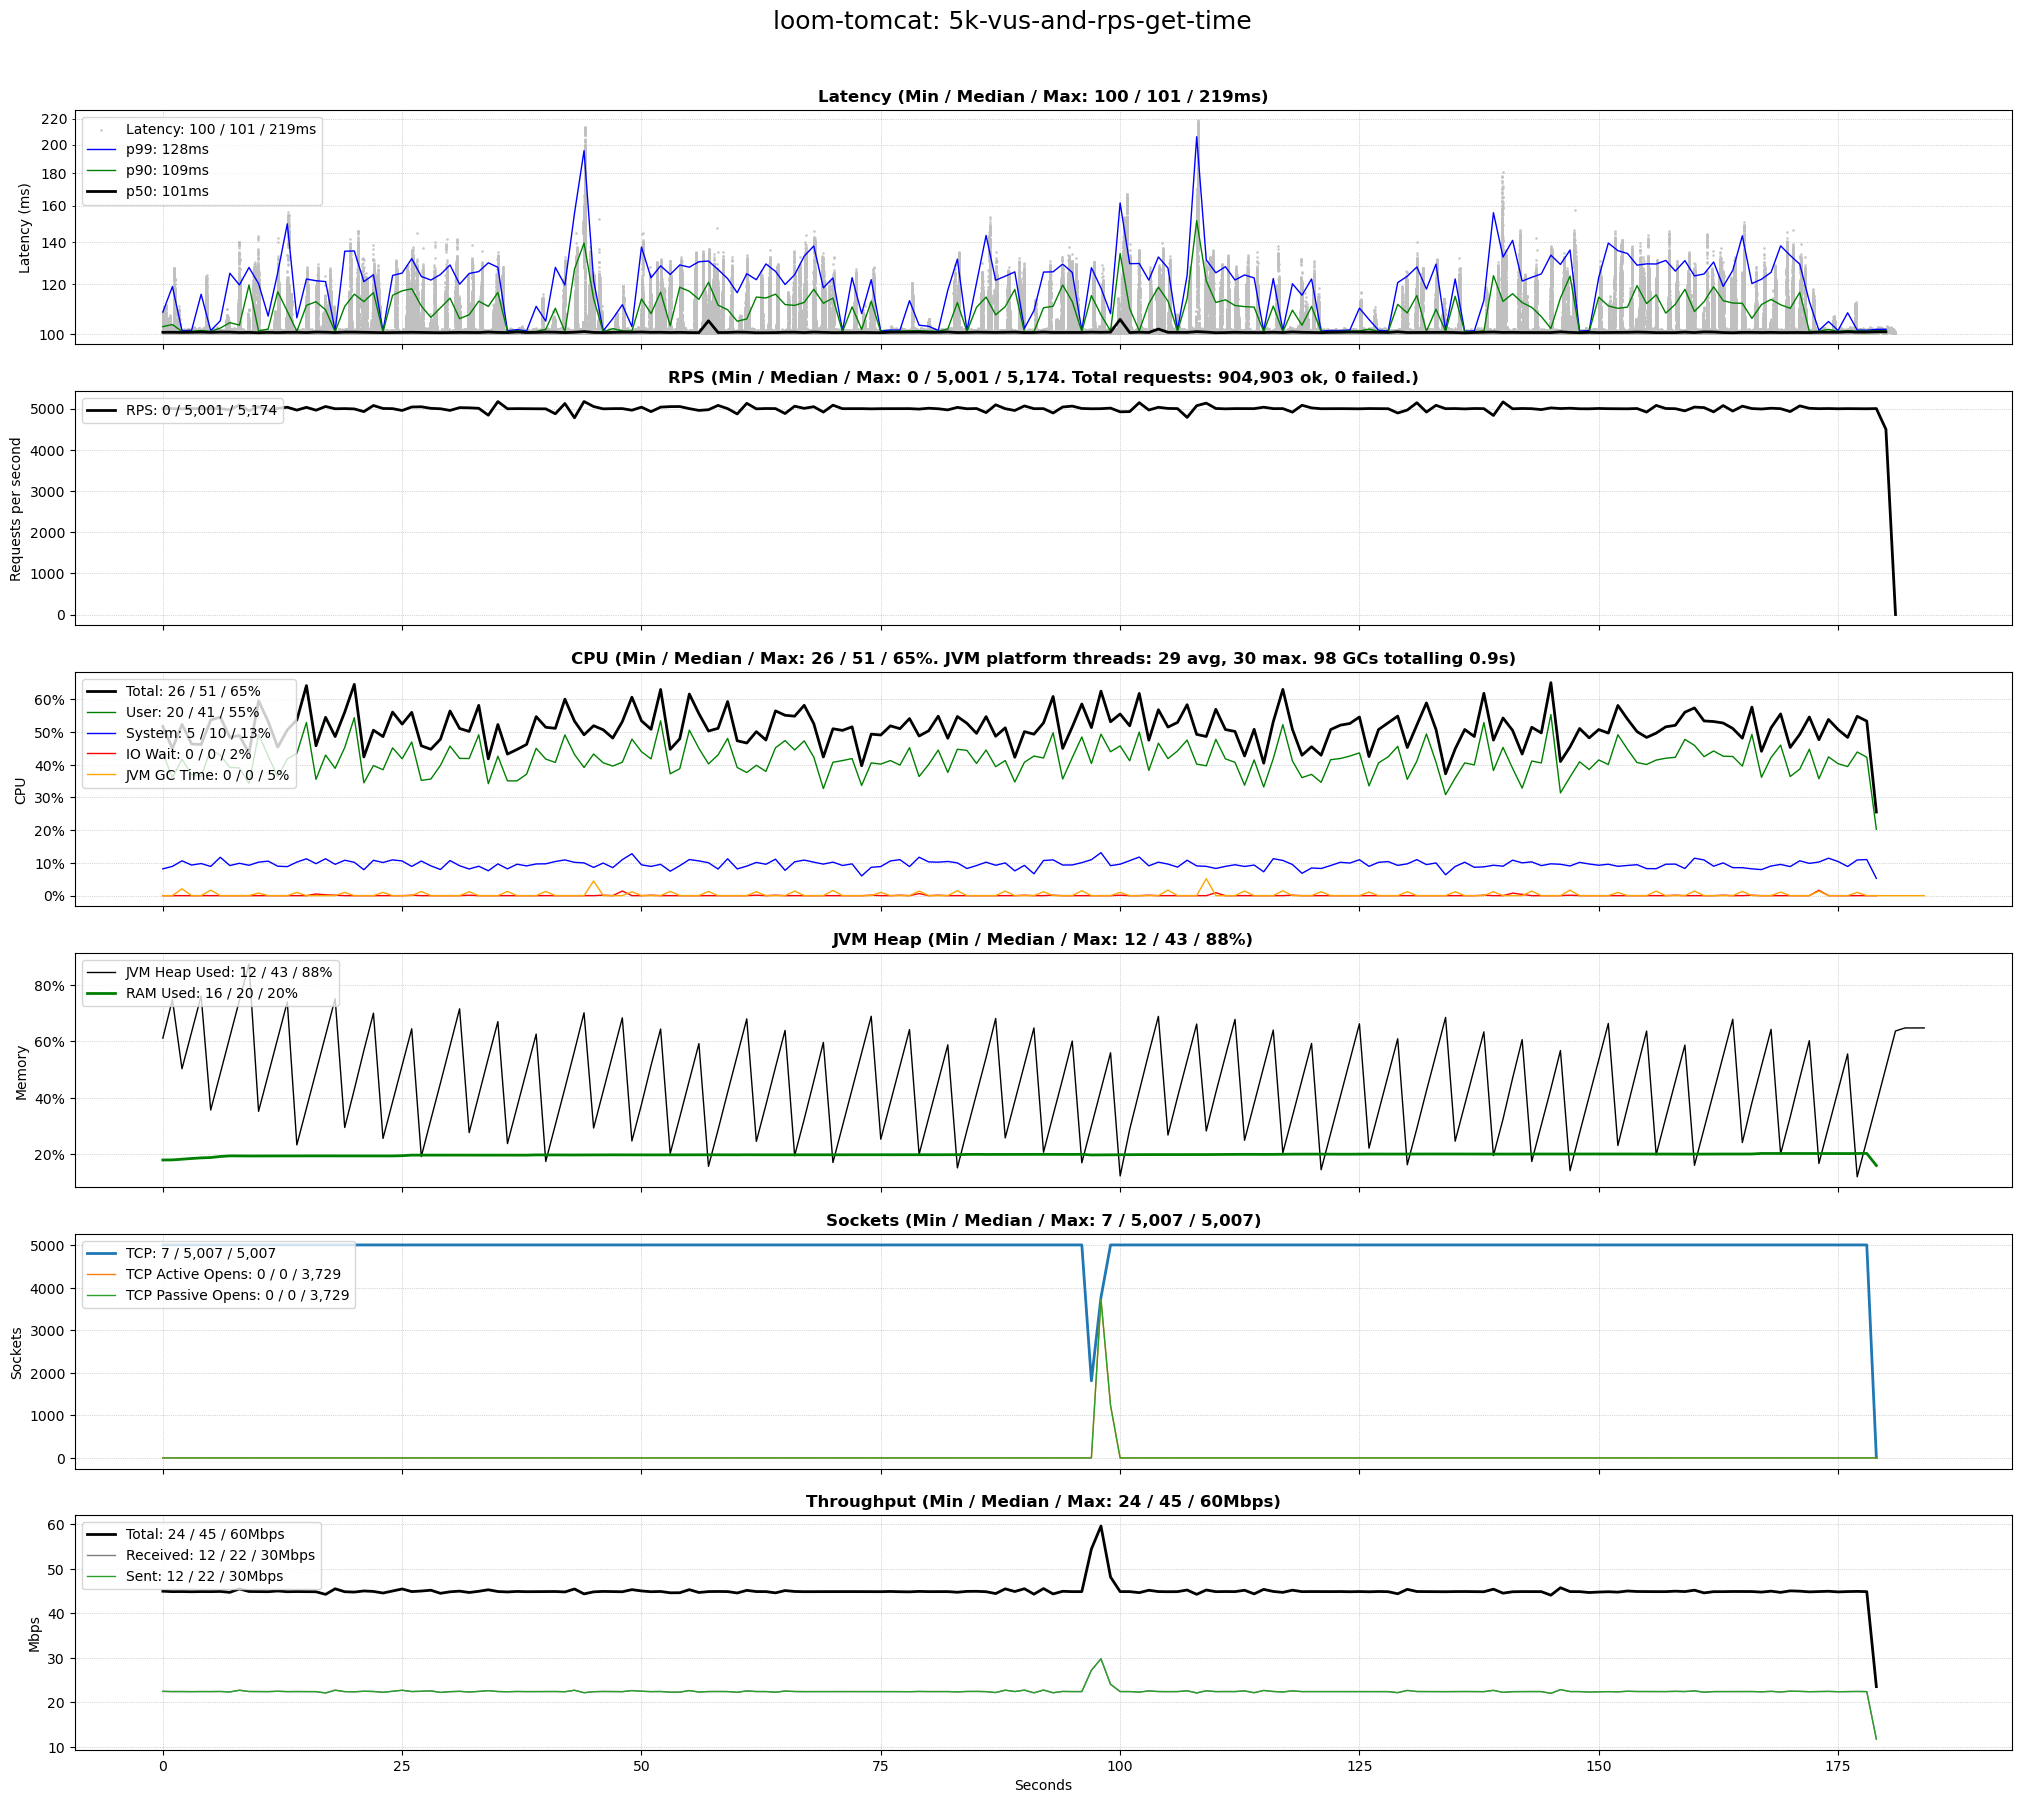 loom-tomcat: 5k-vus-and-rps-get-time
Latency (Min / Median / Max: 100 / 101 / 219ms)
Latency (ms)
220
200
180
160
140
120
100
Latency: 100 / 101 / 219ms
p99: 128ms
p90: 109ms
p50: 101ms
RPS (Min / Median / Max: 0 / 5,001 / 5,174. Total requests: 904,903 ok, 0 failed.)
Requests per second
5000
4000
3000
2000
1000
0
RPS: 0 / 5,001 / 5,174
CPU (Min / Median / Max: 26 / 51 / 65%. JVM platform threads: 29 avg, 30 max. 98 GCs totalling 0.9s)
CPU
60%
50%
40%
30%
20%
10%
0%
Total: 26 / 51 / 65%
User: 20 / 41 / 55%
System: 5 / 10 / 13%
IO Wait: 0 / 0 / 2%
JVM GC Time: 0 / 0 / 5%
JVM Heap (Min / Median / Max: 12 / 43 / 88%)
Memory
80%
60%
40%
20%
JVM Heap Used: 12 / 43 / 88%
RAM Used: 16 / 20 / 20%
Sockets (Min / Median / Max: 7 / 5,007 / 5,007)
Sockets
5000
4000
3000
2000
1000
0
TCP: 7 / 5,007 / 5,007
TCP Active Opens: 0 / 0 / 3,729
TCP Passive Opens: 0 / 0 / 3,729
Throughput (Min / Median / Max: 24 / 45 / 60Mbps)
Mbps
60
50
40
30
20
10
Total: 24 / 45 / 60Mbps
Received: 12 / 22 / 30Mbps
Sent: 12 / 22 / 30Mbps
0 25 50 75 100 125 150 175
Seconds